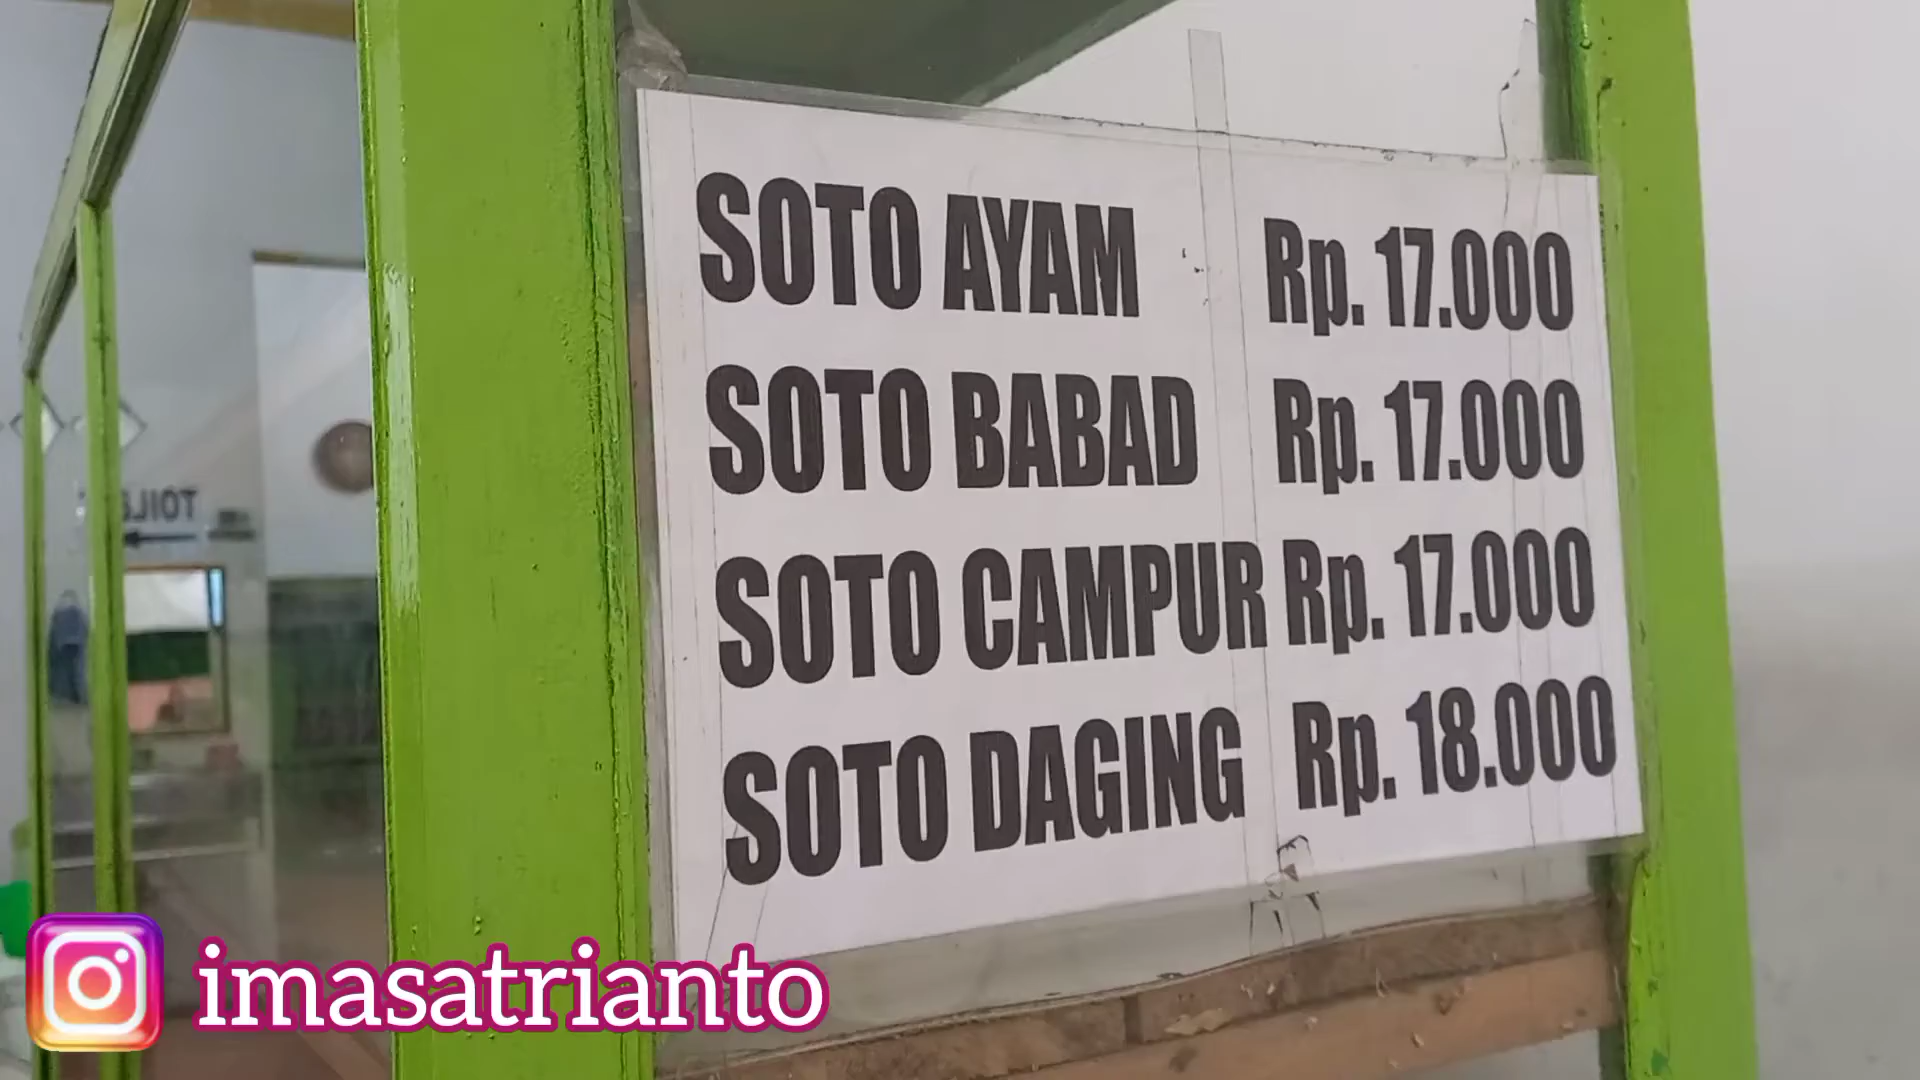 SOTO AYAM Rp. 17.000
SOTO BABAD Rp. 17.000
SOTO CAMPUR Rp. 17.000
SOTO DAGING Rp. 18.000
imasatrianto